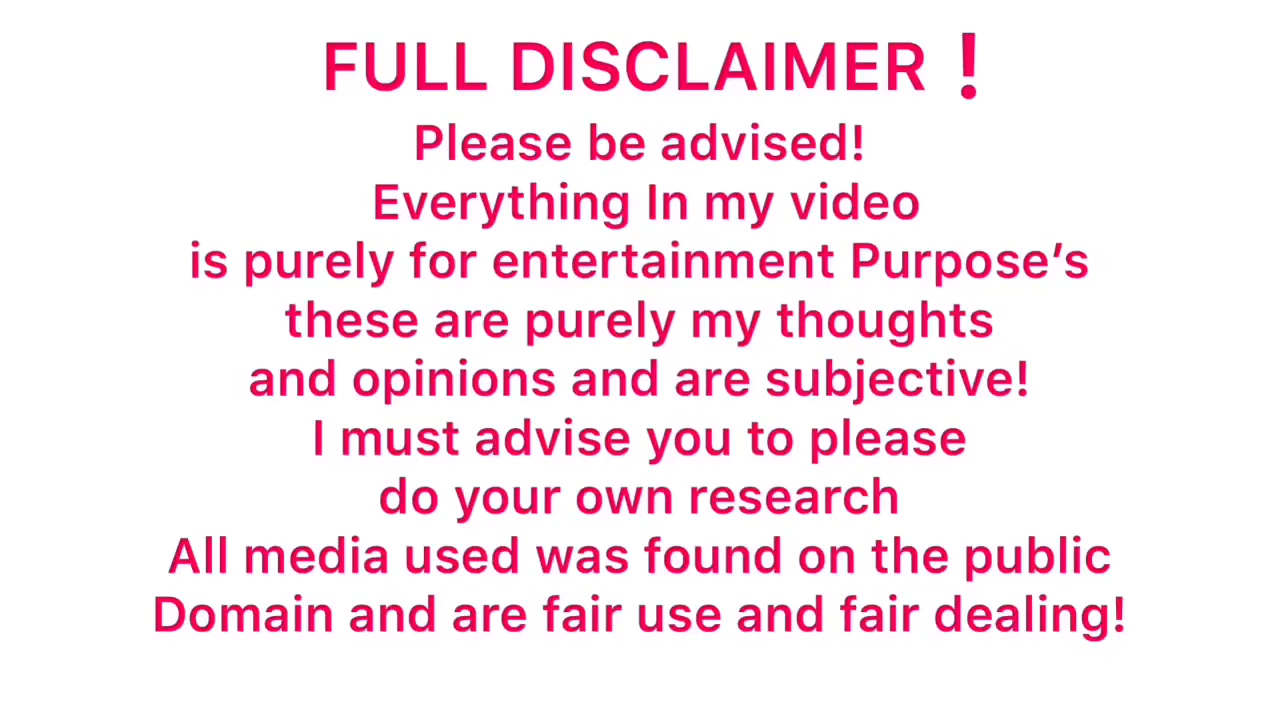 FULL DISCLAIMER❗
Please be advised!
Everything In my video
is purely for entertainment Purpose’s
these are purely my thoughts
and opinions and are subjective!
I must advise you to please
do your own research
All media used was found on the public
Domain and are fair use and fair dealing!